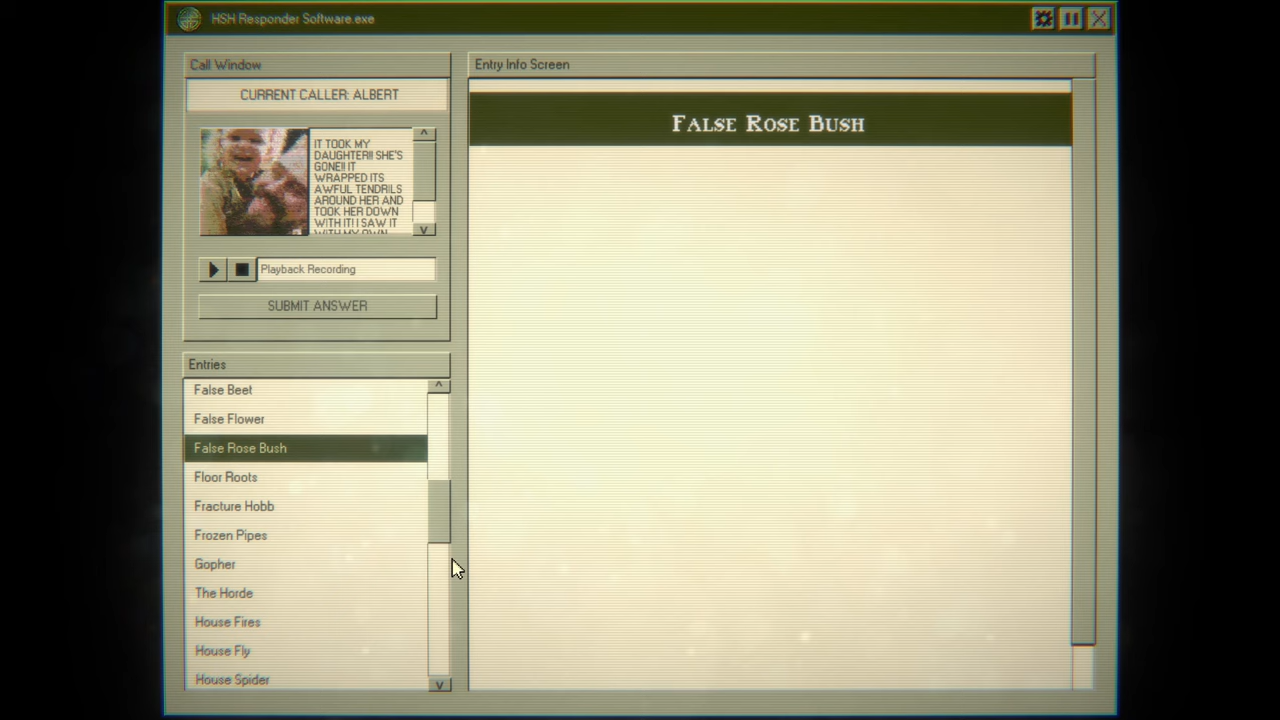 HSH Responder Software.exe
Call Window
CURRENT CALLER: ALBERT
IT TOOK MY
DAUGHTER!! SHE'S
GONE!! IT
WRAPPED ITS
AWFUL TENDRILS
AROUND HER AND
TOOK HER DOWN
WITH IT! I SAW IT
WITH MY OWN
Playback Recording
SUBMIT ANSWER
Entries
False Beet
False Flower
False Rose Bush
Floor Roots
Fracture Hobb
Frozen Pipes
Gopher
The Horde
House Fires
House Fly
House Spider
Entry Info Screen
False Rose Bush